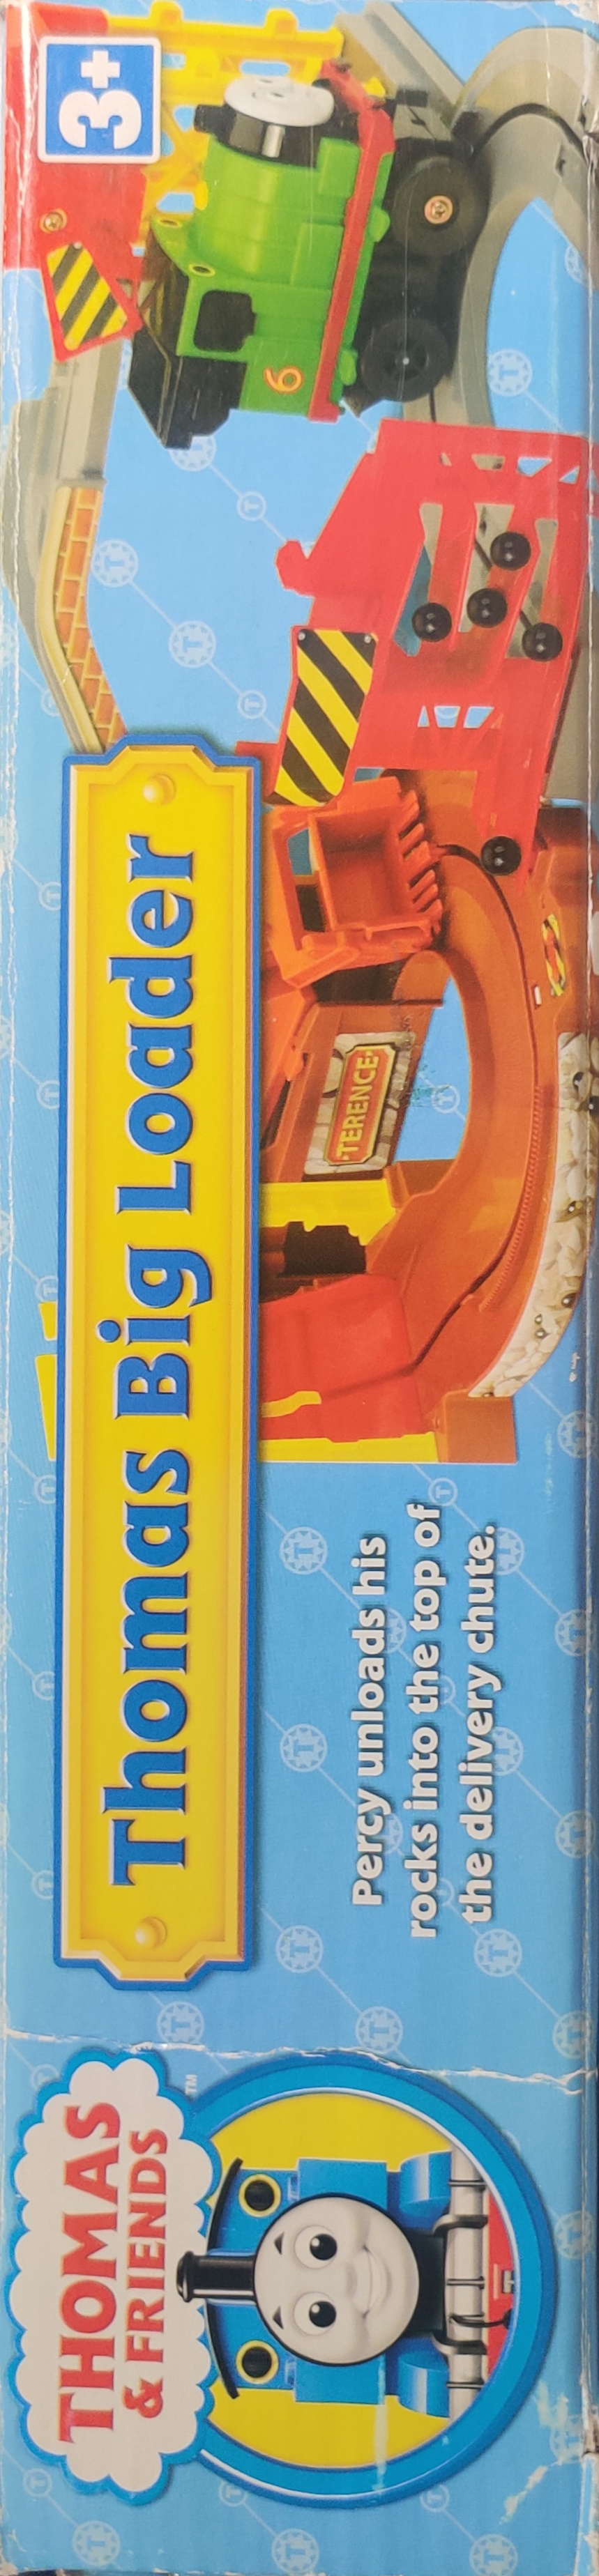 THOMAS
& FRIENDS
TM
Thomas Big Loader
Percy unloads his
rocks into the top of
the delivery chute.
TERENCE
6
3+